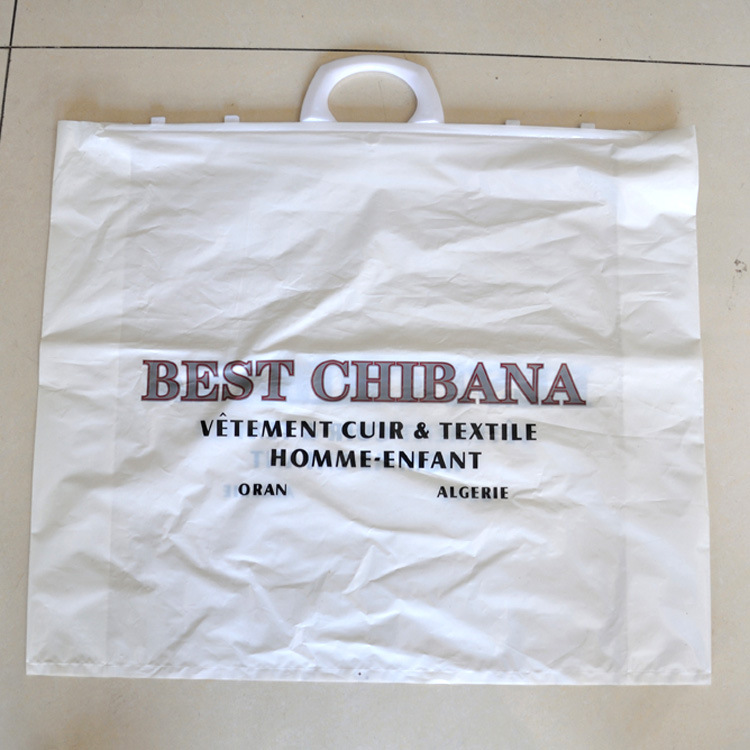 BEST CHIBANA
VÊTEMENT CUIR & TEXTILE
HOMME-ENFANT
ORAN ALGERIE